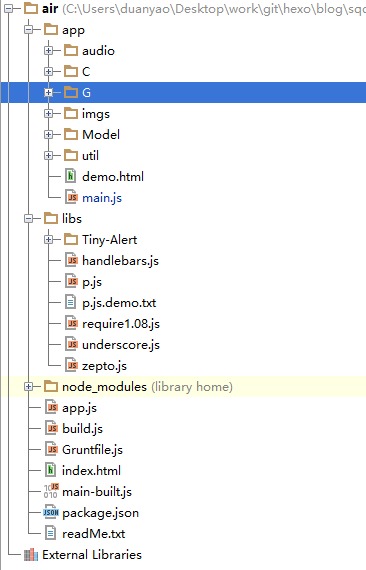 air (C:\Users\duanyao\Desktop\work\git\hexo\blog\sqc
app
audio
C
G
imgs
Model
util
demo.html
main.js
libs
Tiny-Alert
handlebars.js
p.js
p.js.demo.txt
require1.08.js
underscore.js
zepto.js
node_modules (library home)
app.js
build.js
Gruntfile.js
index.html
main-built.js
package.json
readMe.txt
External Libraries